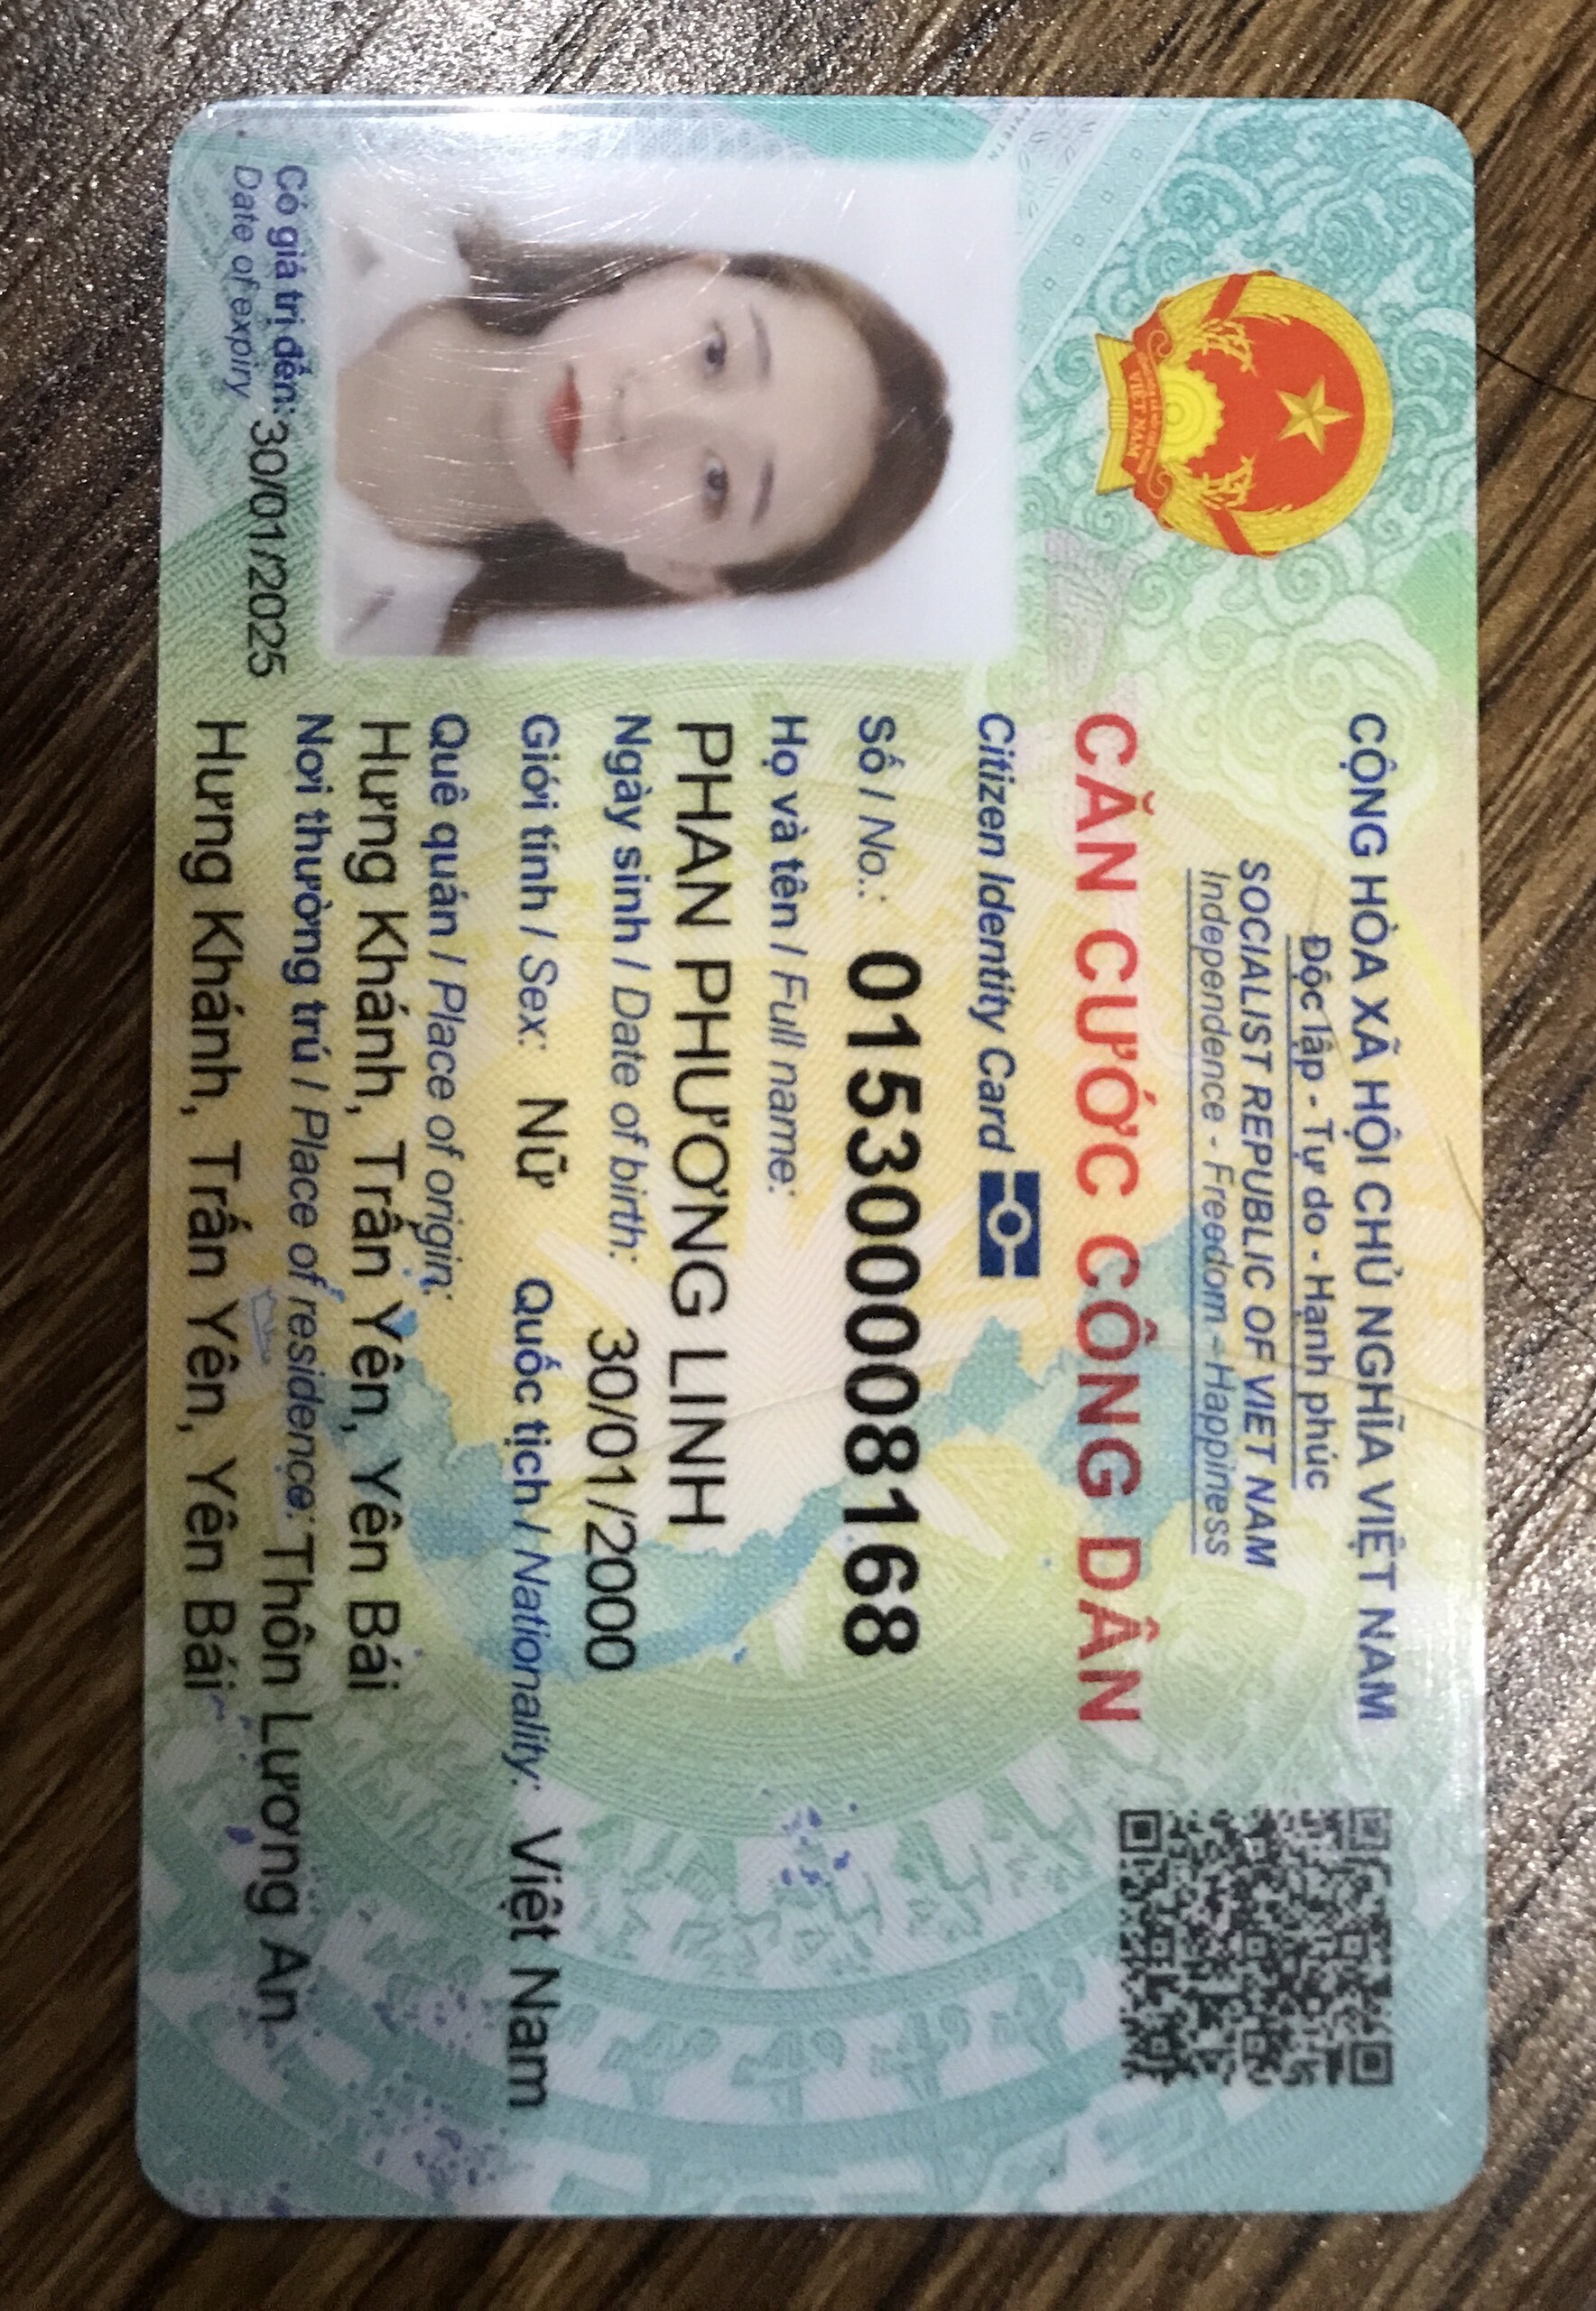 CỘNG HÒA XÃ HỘI CHỦ NGHĨA VIỆT NAM
Độc lập - Tự do - Hạnh phúc
SOCIALIST REPUBLIC OF VIET NAM
Independence - Freedom - Happiness
CĂN CƯỚC CÔNG DÂN
Citizen Identity Card
Số / No.: 015300008168
Họ và tên / Full name:
PHAN PHƯƠNG LINH
Ngày sinh / Date of birth: 30/01/2000
Giới tính / Sex: Nữ Quốc tịch / Nationality: Việt Nam
Quê quán / Place of origin:
Hưng Khánh, Trấn Yên, Yên Bái
Nơi thường trú / Place of residence: Thôn Lương An
Hưng Khánh, Trấn Yên, Yên Bái
Có giá trị đến: 30/01/2025
Date of expiry
VIỆT NAM